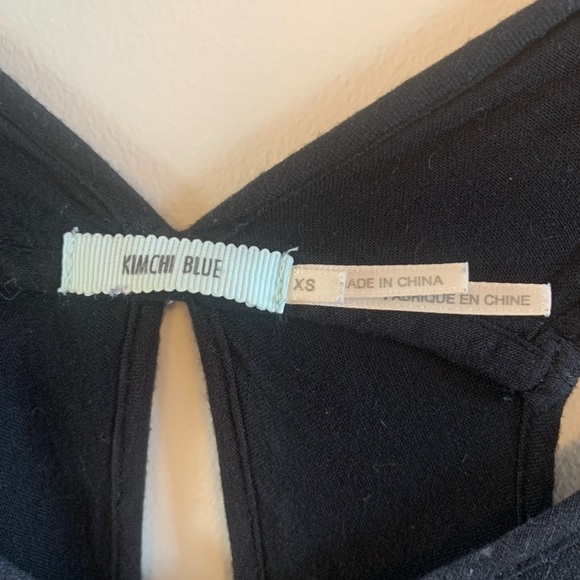 KIMCHI BLUE
XS
ADE IN CHINA
FABRIQUE EN CHINE